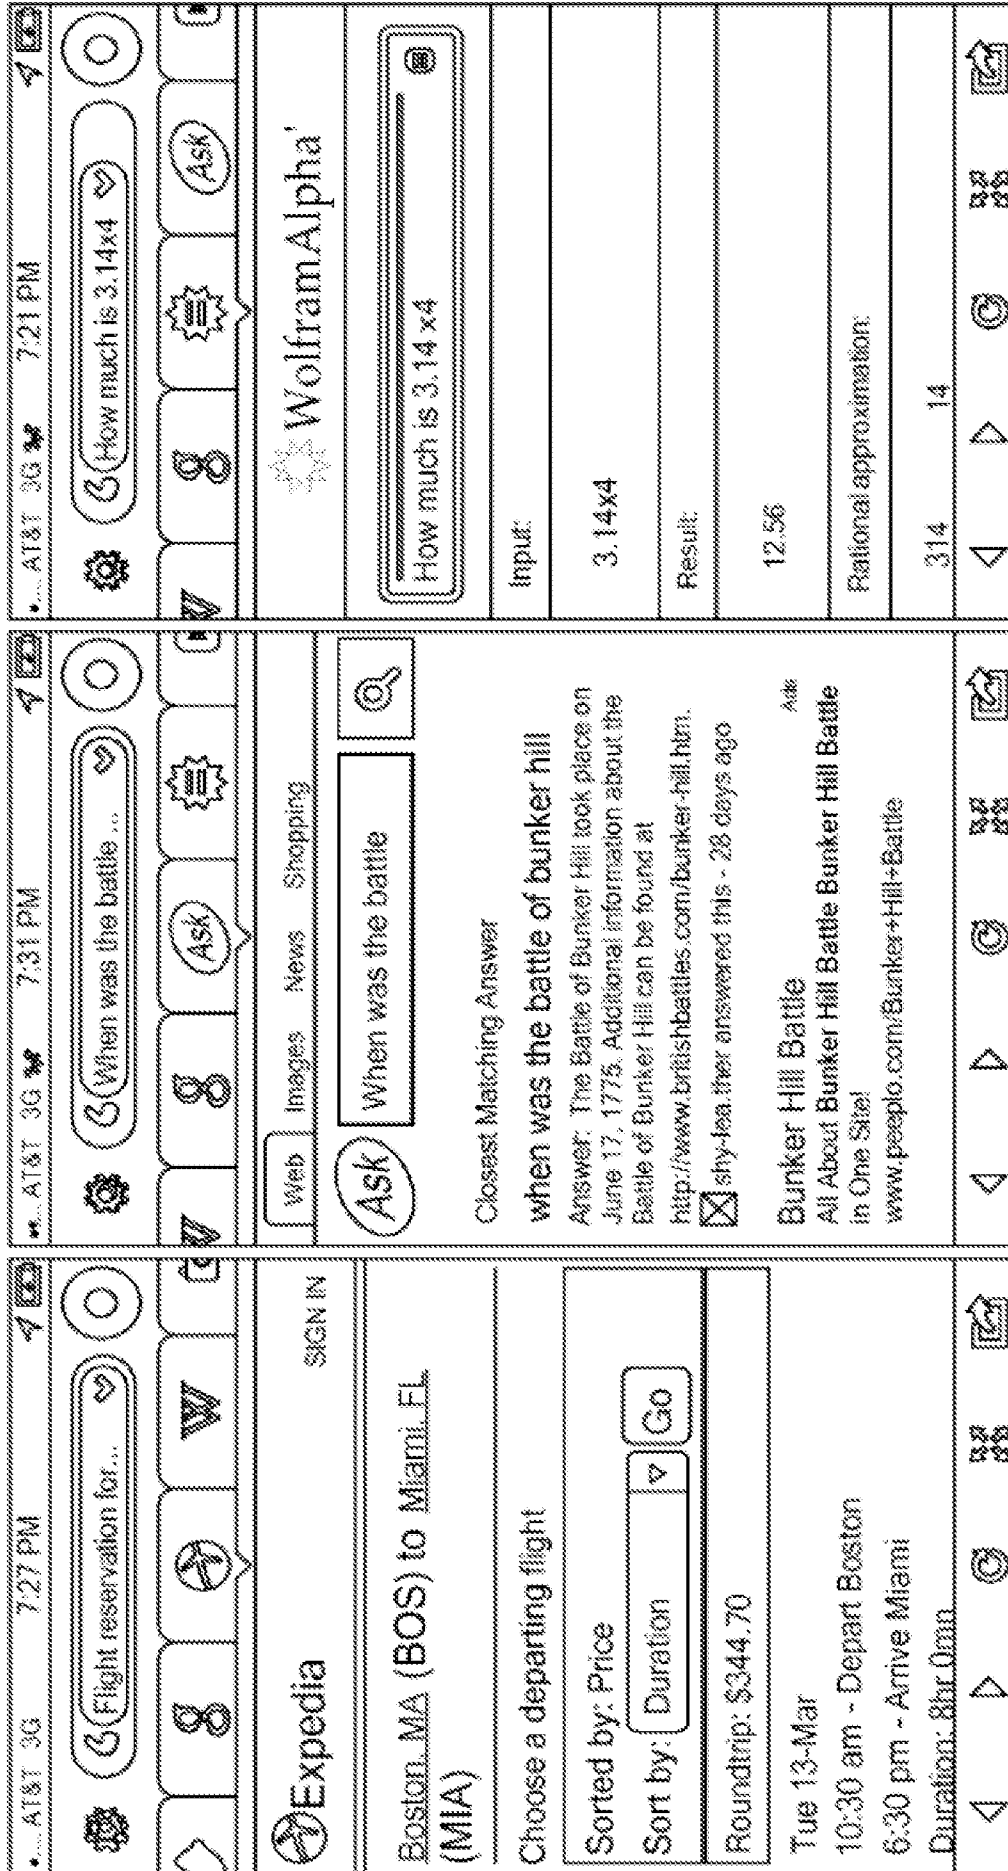 AT&T 3G 7:27 PM
Flight reservation for...
W
Expedia
SIGN IN
Boston, MA (BOS) to Miami, FL
(MIA)
Choose a departing flight
Sorted by: Price
Sort by: Duration Go
Roundtrip: $344.70
Tue 13-Mar
10:30 am - Depart Boston
6:30 pm - Arrive Miami
Duration: 8hr 0mn
AT&T 3G 7:31 PM
When was the battle ...
W g Ask
Web Images News Shopping
Ask When was the battle
Closest Matching Answer
when was the battle of bunker hill
Answer: The Battle of Bunker Hill took place on
June 17, 1775. Additional information about the
Battle of Bunker Hill can be found at
http://www.britishbattles.com/bunker-hill.htm.
shy-lea.ther answered this - 28 days ago
Bunker Hill Battle
All About Bunker Hill Battle Bunker Hill Battle
in One Site!
www.peeplo.com/Bunker+Hill+Battle
AT&T 3G 7:21 PM
How much is 3.14x4
W g Ask
WolframAlpha'
How much is 3.14 x4
Input:
3.14x4
Result:
12.56
Rational approximation:
314 14